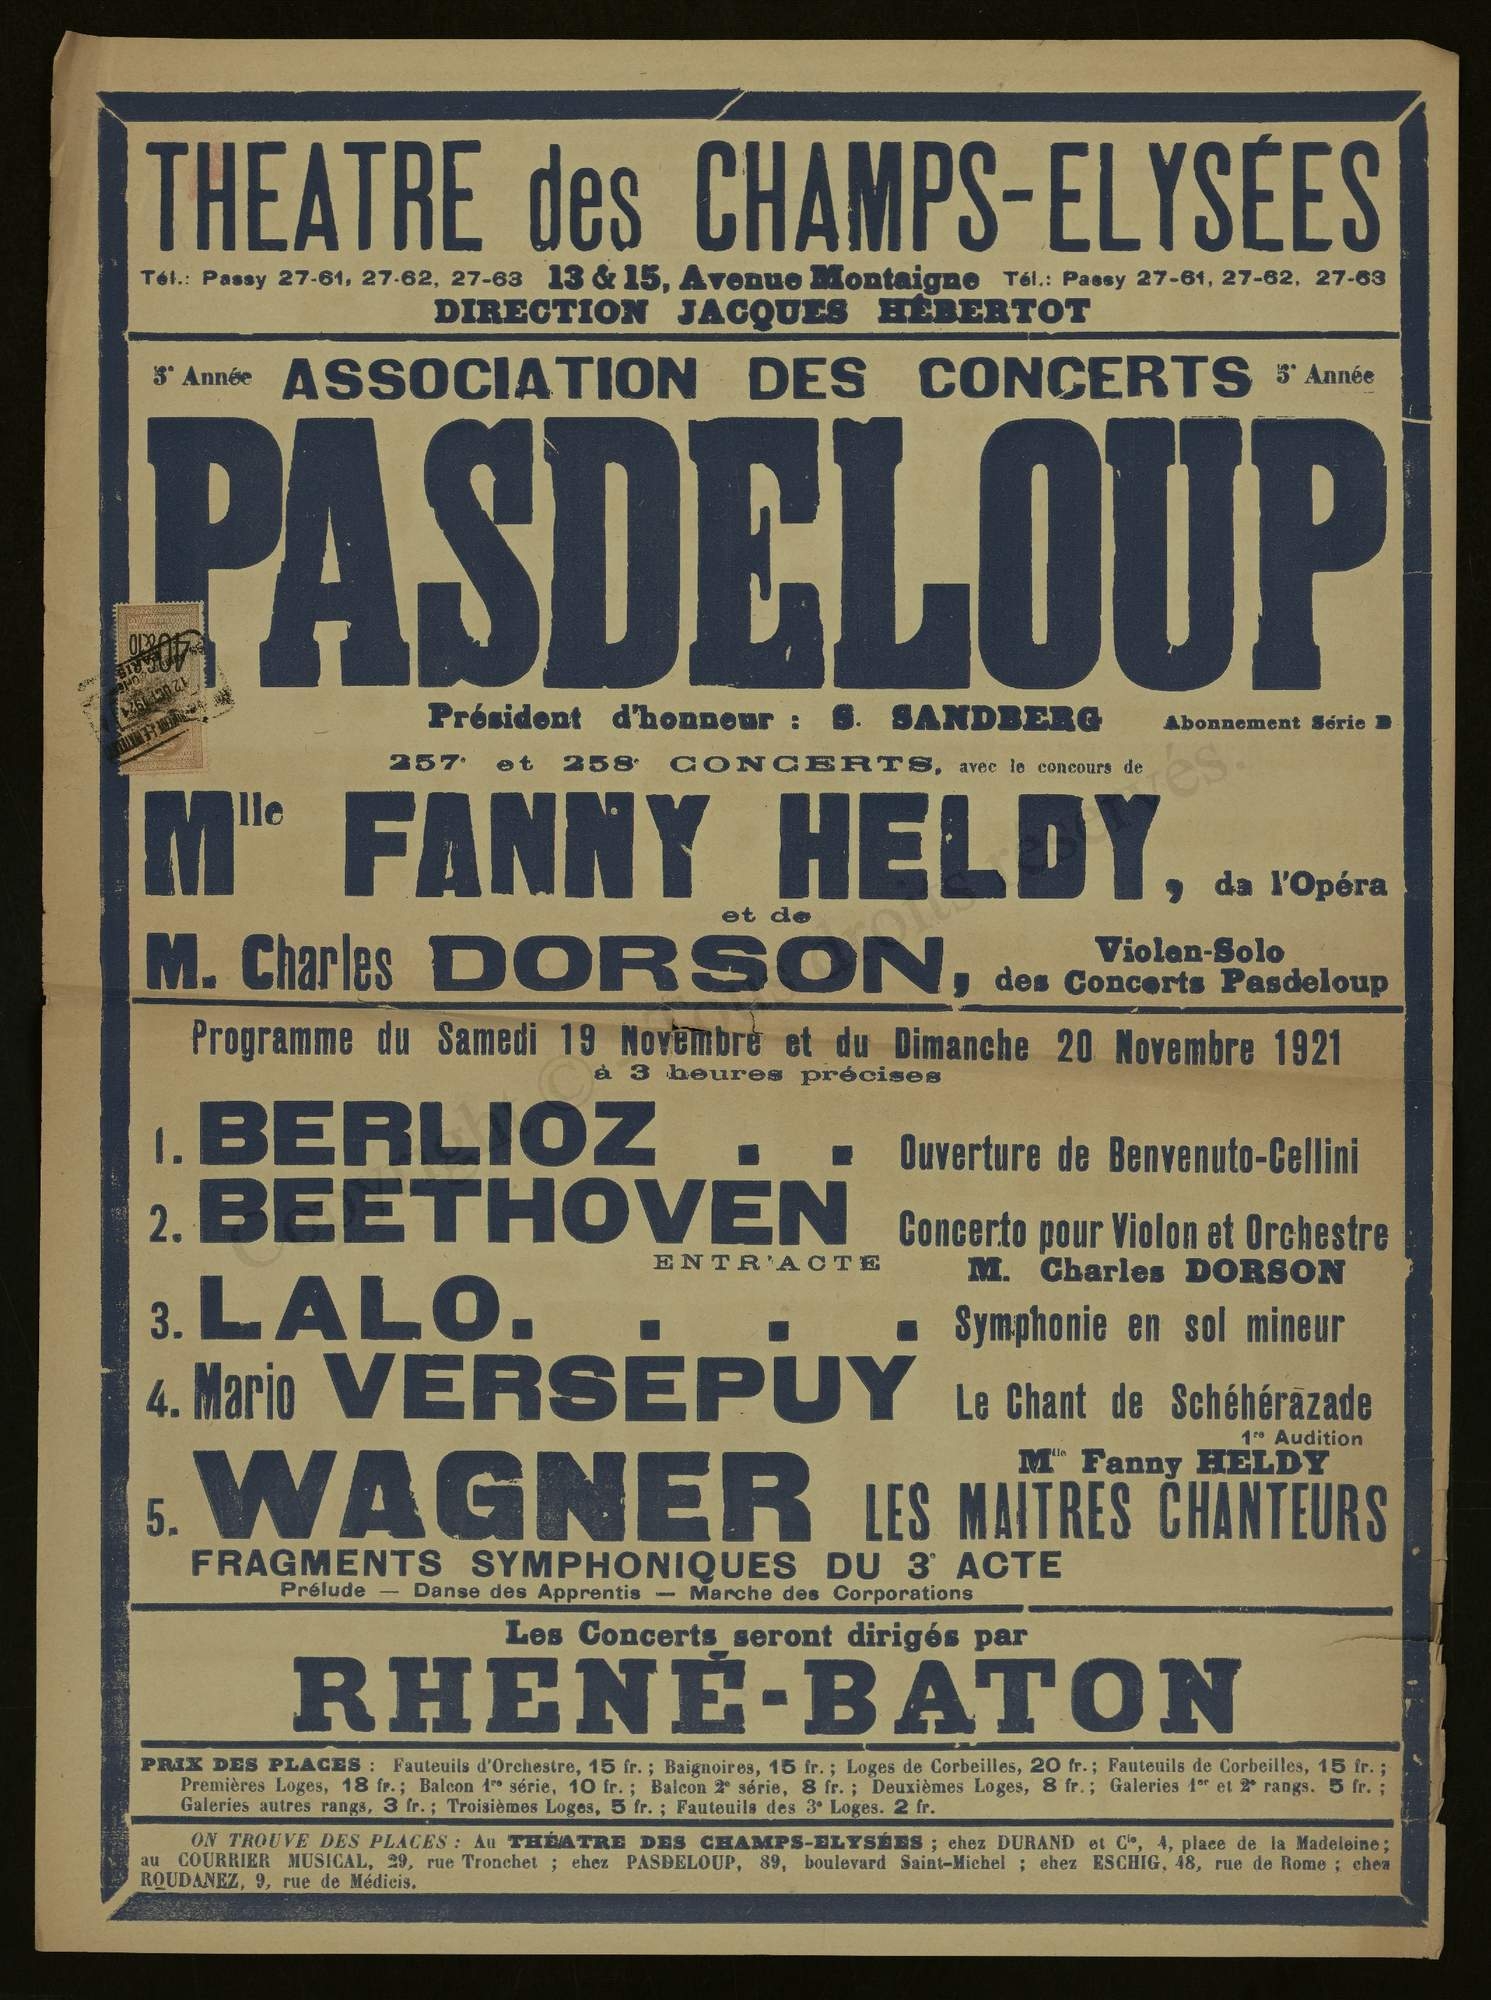 THEATRE des CHAMPS-ELYSÉES
Tél.: Passy 27-61, 27-62, 27-63 13 & 15, Avenue Montaigne Tél.: Passy 27-61, 27-62, 27-63
DIRECTION JACQUES HÉBERTOT
5e Année ASSOCIATION DES CONCERTS 5e Année
PASDELOUP
40 & 10
PARIS
12 OCT 1921
Président d'honneur : S. SANDBERG Abonnement Série B
257e et 258e CONCERTS, avec le concours de
Mlle FANNY HELDY, de l'Opéra
et de
M. Charles DORSON, Violon-Solo
des Concerts Pasdeloup
Programme du Samedi 19 Novembre et du Dimanche 20 Novembre 1921
à 3 heures précises
1. BERLIOZ . . Ouverture de Benvenuto-Cellini
2. BEETHOVEN Concerto pour Violon et Orchestre
ENTR'ACTE M. Charles DORSON
3. LALO. . . . Symphonie en sol mineur
4. Mario VERSEPUY Le Chant de Schéhérazade
1re Audition
Mlle Fanny HELDY
5. WAGNER LES MAITRES CHANTEURS
FRAGMENTS SYMPHONIQUES DU 3e ACTE
Prélude — Danse des Apprentis — Marche des Corporations
Les Concerts seront dirigés par
RHENÉ-BATON
PRIX DES PLACES : Fauteuils d'Orchestre, 15 fr. ; Baignoires, 15 fr. ; Loges de Corbeilles, 20 fr. ; Fauteuils de Corbeilles, 15 fr. ;
Premières Loges, 18 fr. ; Balcon 1re série, 10 fr. ; Balcon 2e série, 8 fr. ; Deuxièmes Loges, 8 fr. ; Galeries 1er et 2e rangs. 5 fr. ;
Galeries autres rangs, 3 fr. ; Troisièmes Loges, 5 fr. ; Fauteuils des 3e Loges. 2 fr.
ON TROUVE DES PLACES : Au THÉATRE DES CHAMPS-ELYSÉES ; chez DURAND et Cie, 4, place de la Madeleine ;
au COURRIER MUSICAL, 29, rue Tronchet ; chez PASDELOUP, 89, boulevard Saint-Michel ; chez ESCHIG, 48, rue de Rome ; chez
ROUDANEZ, 9, rue de Médicis.
Copyright © - Tous droits réservés.